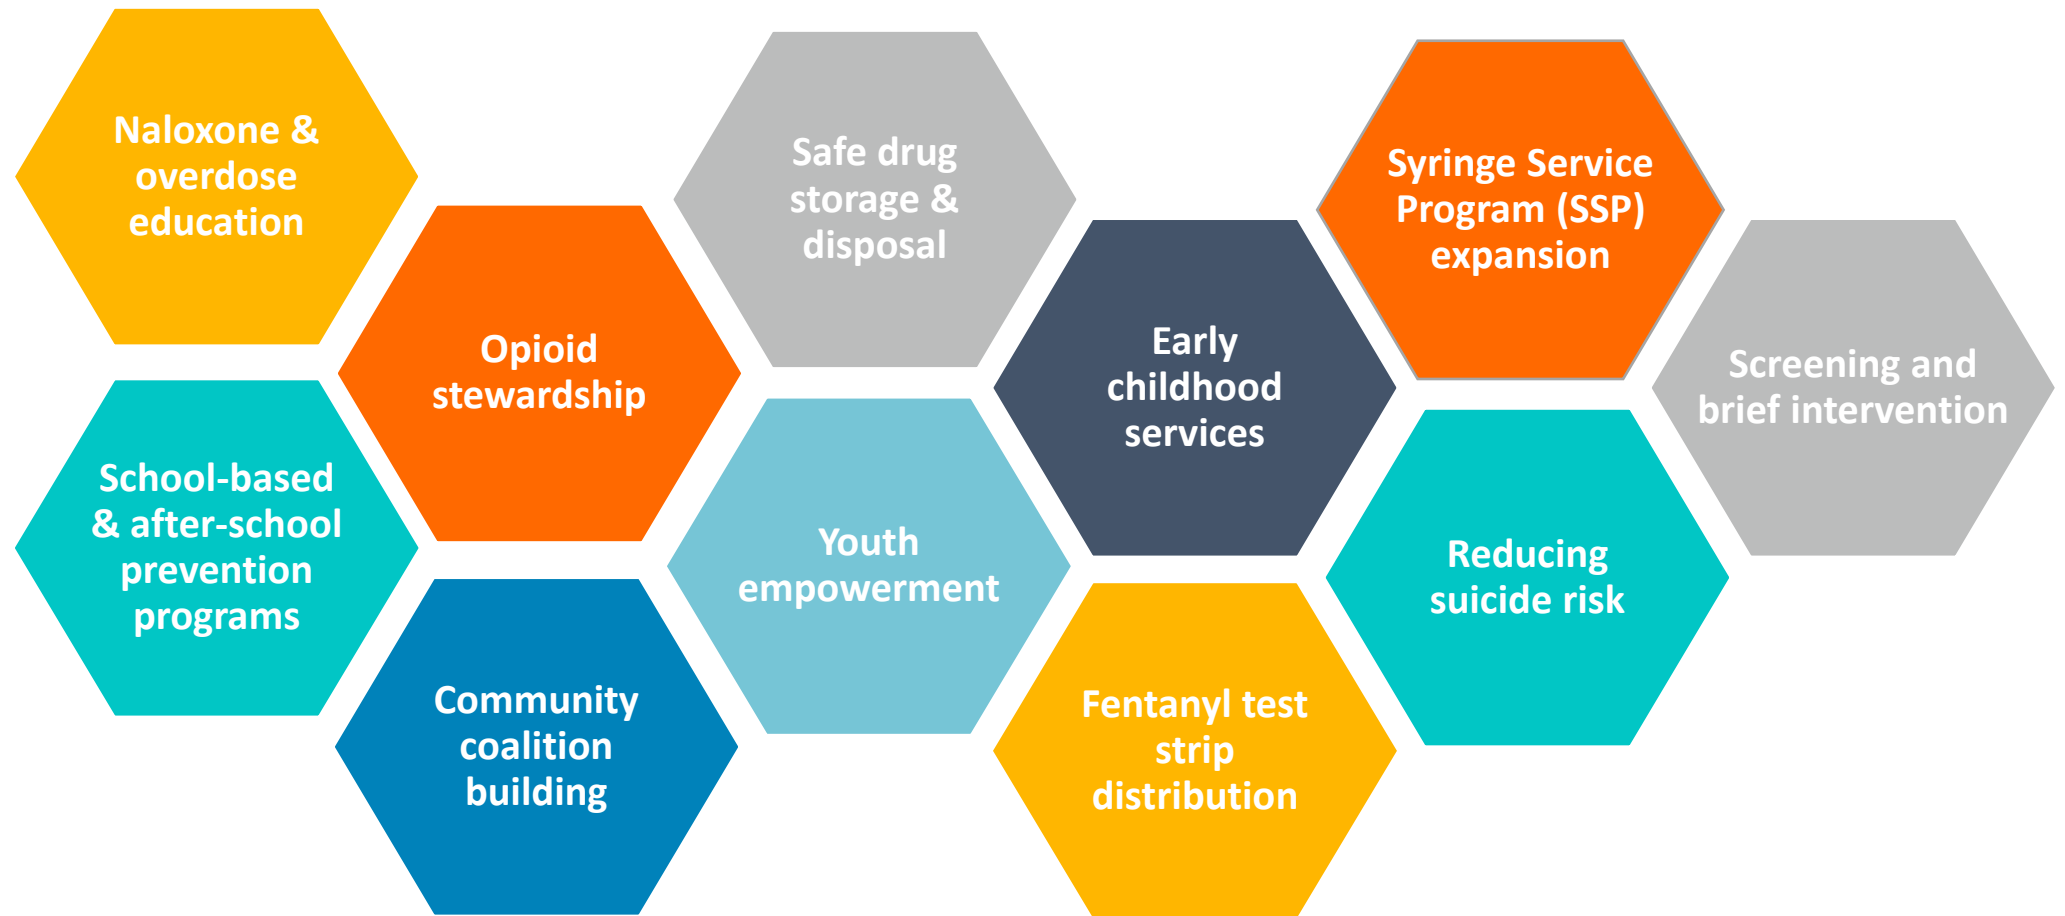 Naloxone &
overdose
education
School-based
& after-school
prevention
programs
Opioid
stewardship
Community
coalition
building
Safe drug
storage &
disposal
Youth
empowerment
Early
childhood
services
Fentanyl test
strip
distribution
Syringe Service
Program (SSP)
expansion
Reducing
suicide risk
Screening and
brief intervention